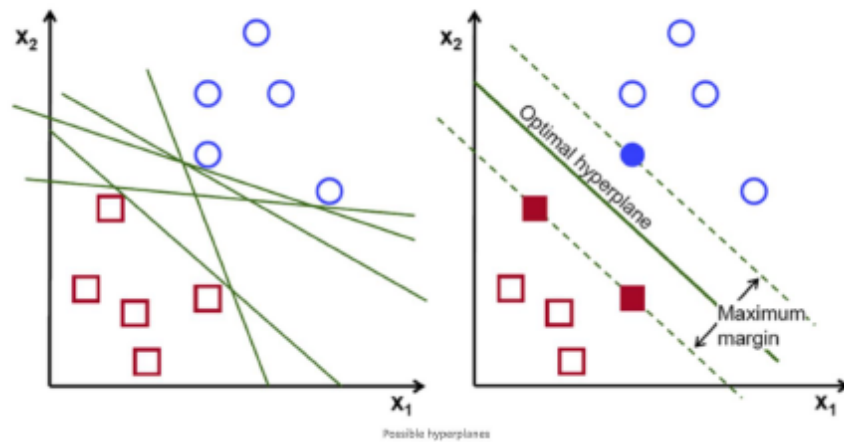 X2
X1
X2
Optimal hyperplane
Maximum
margin
X1
Possible hyperplanes